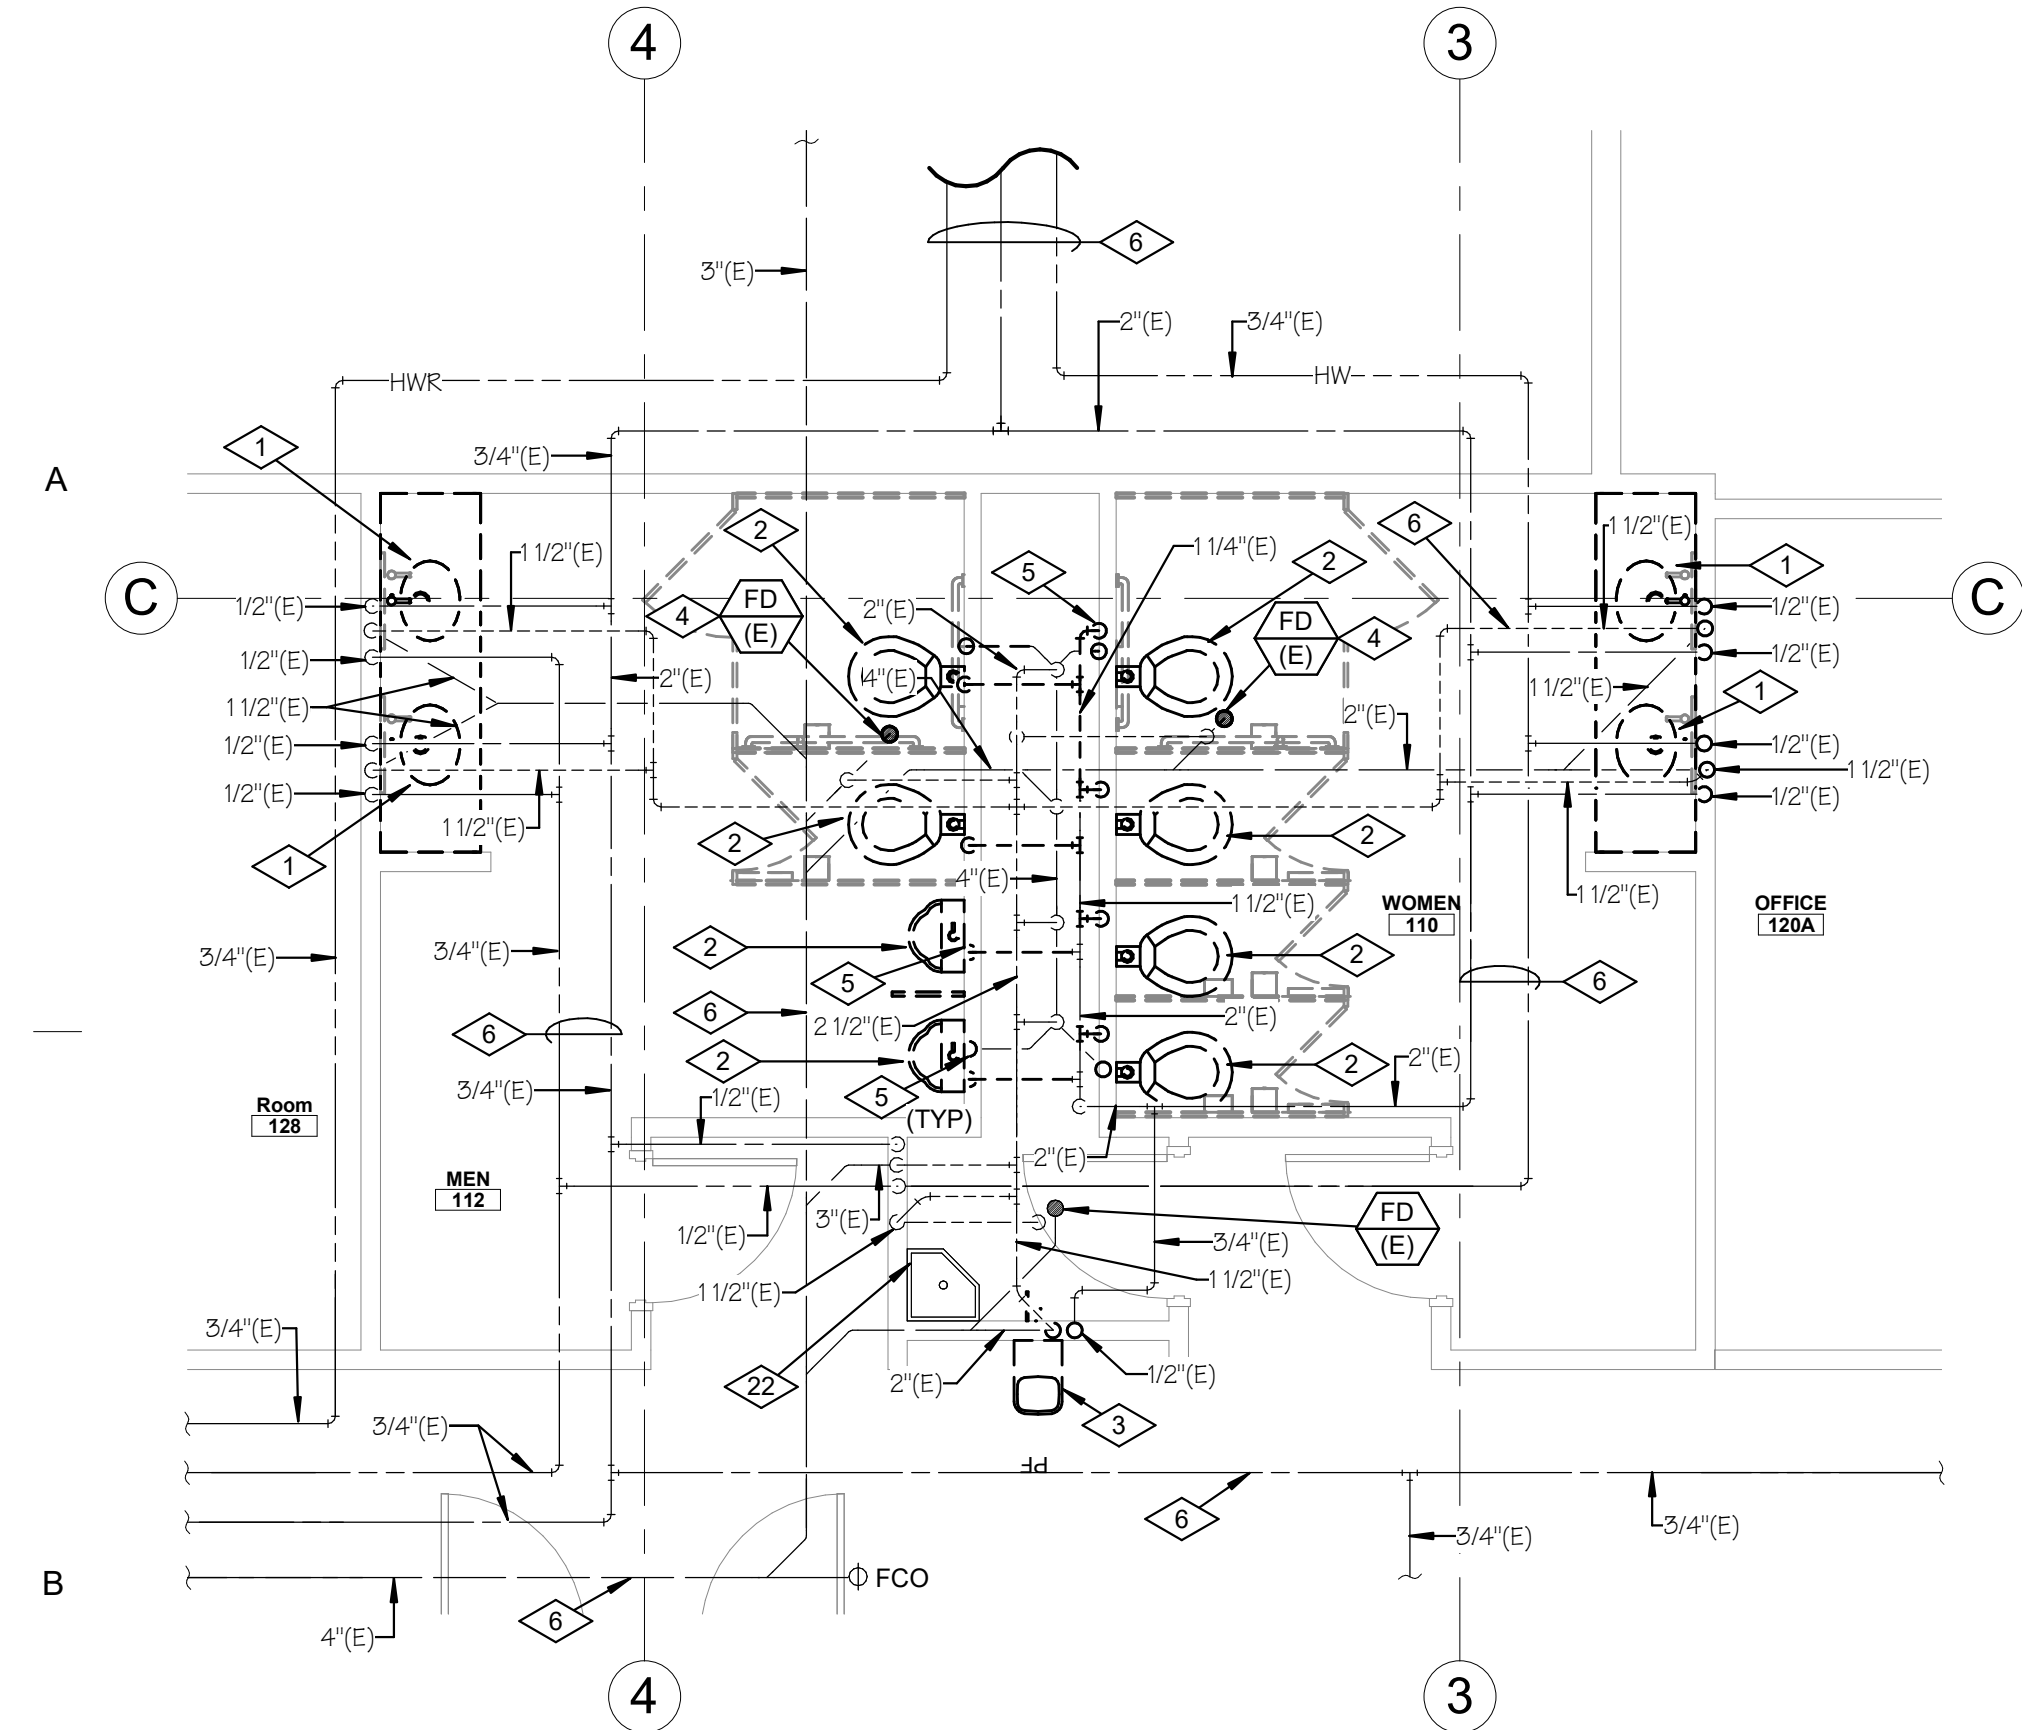 4
3
6
3"(E)
2"(E)
3/4"(E)
HWR
HW
1
3/4"(E)
A
2
6
1 1/2"(E)
1 1/2"(E)
1 1/4"(E)
2
5
1
C
1/2"(E)
FD
(E)
4
2"(E)
FD
(E)
4
1/2"(E)
C
1/2"(E)
2"(E)
4"(E)
1/2"(E)
1 1/2"(E)
1 1/2"(E)
1
2"(E)
1/2"(E)
1/2"(E)
1 1/2"(E)
1/2"(E)
1/2"(E)
1 1/2"(E)
2
2
1
4"(E)
1 1/2"(E)
1 1/2"(E)
WOMEN
110
OFFICE
120A
3/4"(E)
3/4"(E)
2
5
2
6
6
6
2 1/2"(E)
2"(E)
2
2
2"(E)
3/4"(E)
1/2"(E)
5
(TYP)
Room
128
2"(E)
MEN
112
3"(E)
1/2"(E)
FD
(E)
3/4"(E)
1 1/2"(E)
1 1/2"(E)
3/4"(E)
22
2"(E)
1/2"(E)
3
3/4"(E)
PF
6
3/4"(E)
3/4"(E)
B
FCO
6
4"(E)
4
3